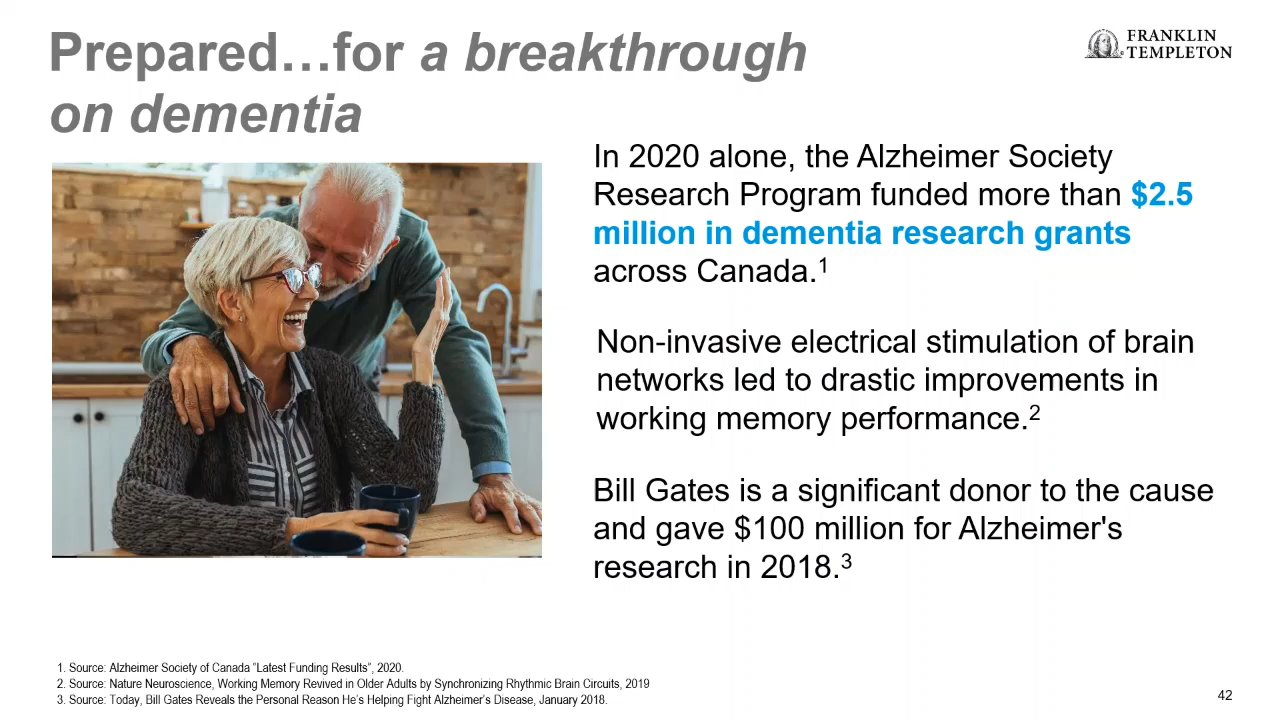 Prepared…for a breakthrough
on dementia
FRANKLIN
TEMPLETON
In 2020 alone, the Alzheimer Society
Research Program funded more than $2.5
million in dementia research grants
across Canada.1
Non-invasive electrical stimulation of brain
networks led to drastic improvements in
working memory performance.2
Bill Gates is a significant donor to the cause
and gave $100 million for Alzheimer's
research in 2018.3
1. Source: Alzheimer Society of Canada "Latest Funding Results", 2020.
2. Source: Nature Neuroscience, Working Memory Revived in Older Adults by Synchronizing Rhythmic Brain Circuits, 2019
3. Source: Today, Bill Gates Reveals the Personal Reason He's Helping Fight Alzheimer's Disease, January 2018.
42